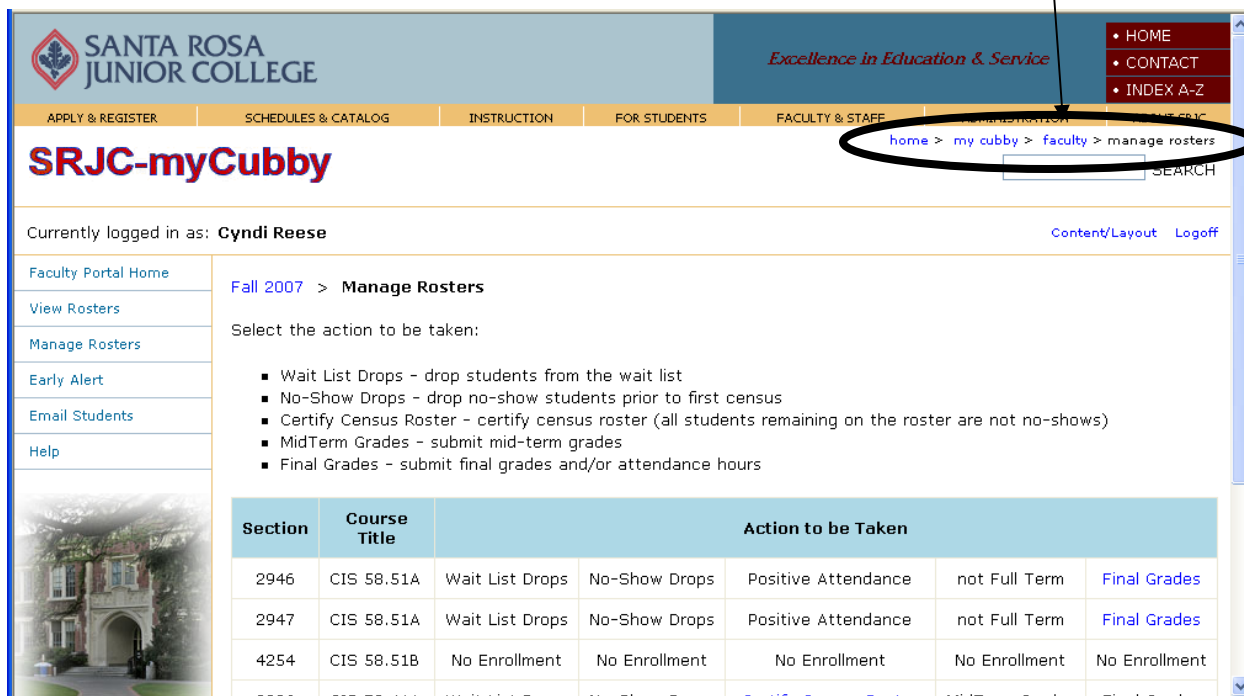 SANTA ROSA
JUNIOR COLLEGE
Excellence in Education & Service
• HOME
• CONTACT
• INDEX A-Z
APPLY & REGISTER SCHEDULES & CATALOG INSTRUCTION FOR STUDENTS FACULTY & STAFF ADMINISTRATION ABOUT SRJC
home > my cubby > faculty > manage rosters
SRJC-myCubby
SEARCH
Currently logged in as: Cyndi Reese
Content/Layout Logoff
Faculty Portal Home
View Rosters
Manage Rosters
Early Alert
Email Students
Help
Fall 2007 > Manage Rosters
Select the action to be taken:
▪ Wait List Drops - drop students from the wait list
▪ No-Show Drops - drop no-show students prior to first census
▪ Certify Census Roster - certify census roster (all students remaining on the roster are not no-shows)
▪ MidTerm Grades - submit mid-term grades
▪ Final Grades - submit final grades and/or attendance hours
Section Course Title Action to be Taken
2946 CIS 58.51A Wait List Drops No-Show Drops Positive Attendance not Full Term Final Grades
2947 CIS 58.51A Wait List Drops No-Show Drops Positive Attendance not Full Term Final Grades
4254 CIS 58.51B No Enrollment No Enrollment No Enrollment No Enrollment No Enrollment